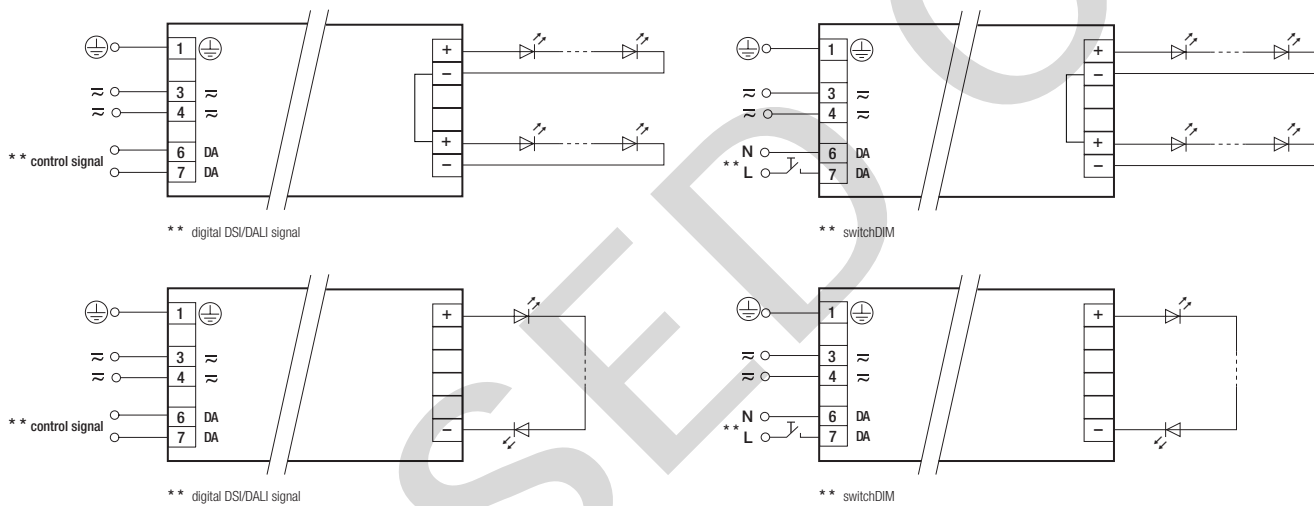 1 +
−
3
4
+
** control signal 6 DA
7 DA −
** digital DSI/DALI signal
1 +
−
3
4
+
N 6 DA
** L 7 DA −
** switchDIM
1 +
3
4
** control signal 6 DA
7 DA −
** digital DSI/DALI signal
1 +
3
4
N 6 DA
** L 7 DA −
** switchDIM
SED